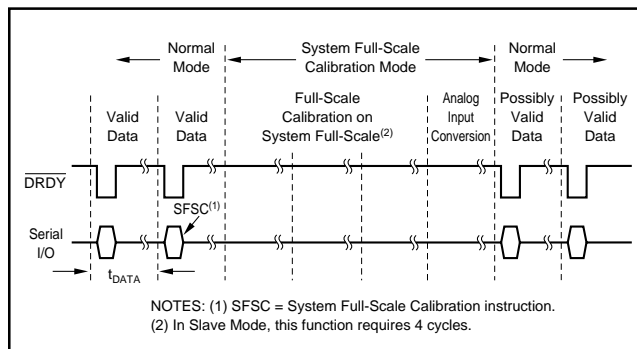 Normal Mode
System Full-Scale Calibration Mode
Normal Mode
Valid Data
Valid Data
Full-Scale Calibration on System Full-Scale(2)
Analog Input Conversion
Possibly Valid Data
Possibly Valid Data
DRDY
SFSC(1)
Serial I/O
tDATA
NOTES: (1) SFSC = System Full-Scale Calibration instruction.
(2) In Slave Mode, this function requires 4 cycles.